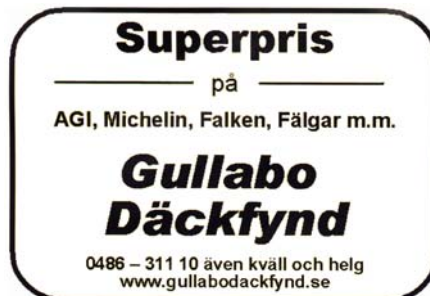 Superpris
på
AGI, Michelin, Falken, Fälgar m.m.
Gullabo
Däckfynd
0486 – 311 10 även kväll och helg
www.gullabodackfynd.se